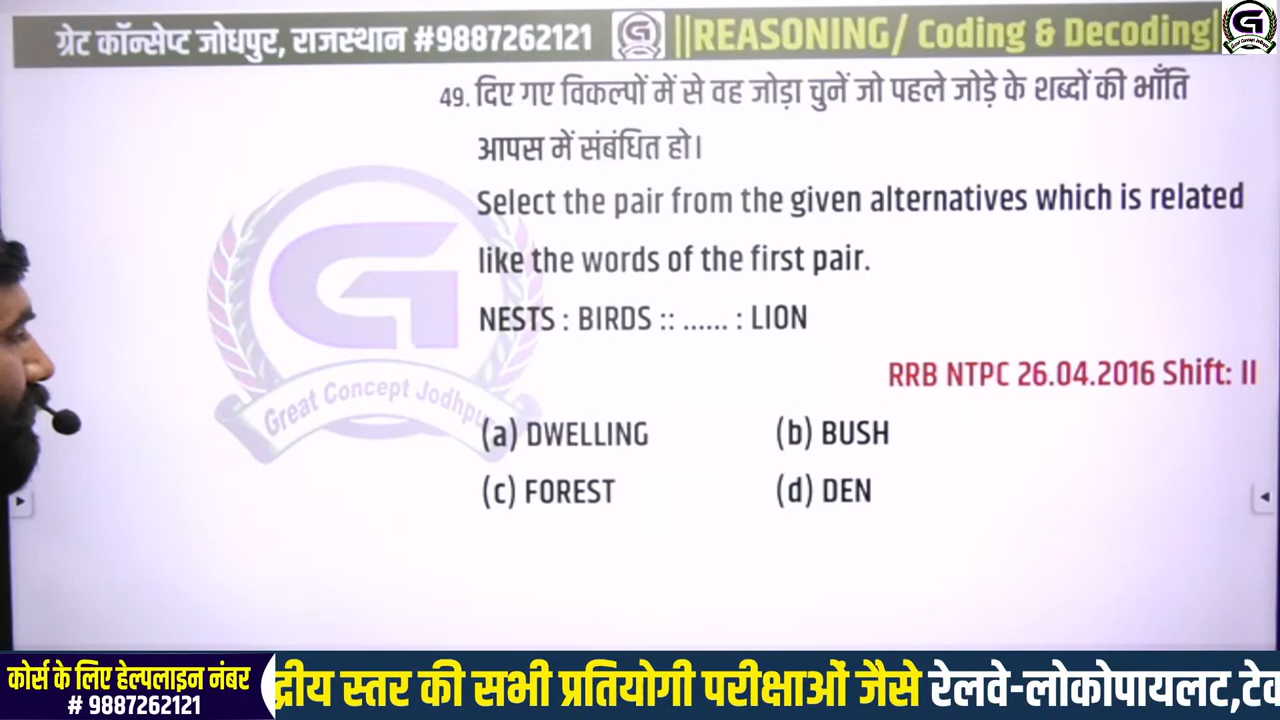 ग्रेट कॉन्सेप्ट जोधपुर, राजस्थान #9887262121 ||REASONING/ Coding & Decoding|
49. दिए गए विकल्पों में से वह जोड़ा चुनें जो पहले जोड़े के शब्दों की भाँति
आपस में संबंधित हो।
Select the pair from the given alternatives which is related
like the words of the first pair.
NESTS : BIRDS :: ...... : LION
RRB NTPC 26.04.2016 Shift: II
Great Concept Jodhpur
(a) DWELLING (b) BUSH
(c) FOREST (d) DEN
कोर्स के लिए हेल्पलाइन नंबर
# 9887262121
द्रीय स्तर की सभी प्रतियोगी परीक्षाओं जैसे रेलवे-लोकोपायलट,टेक